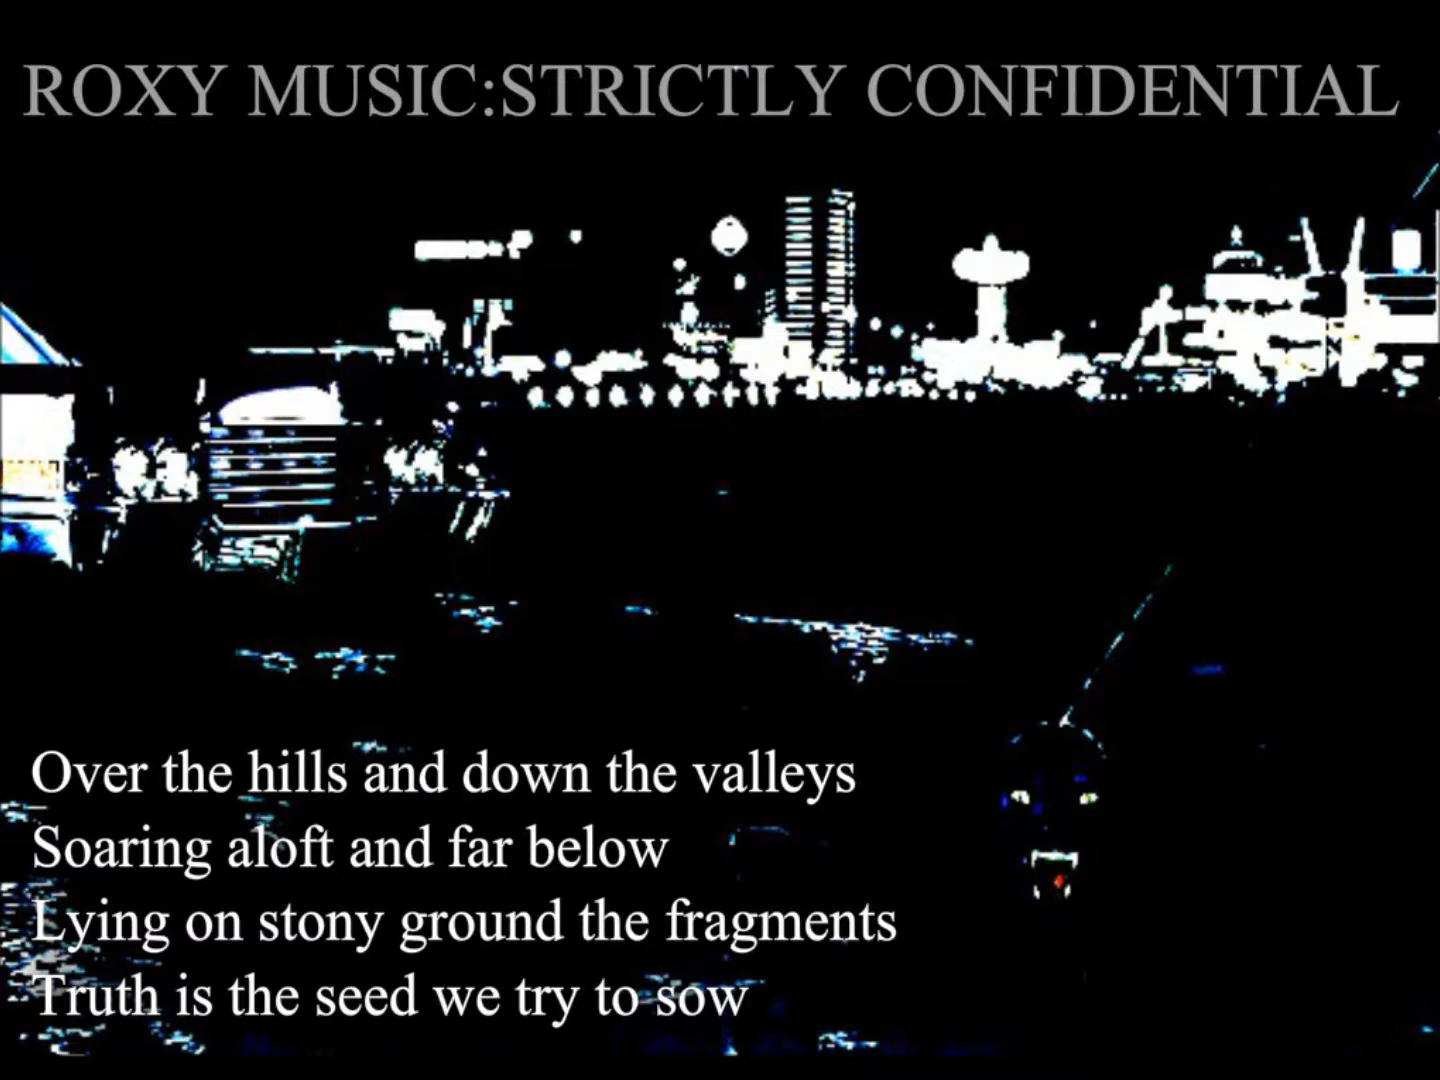 ROXY MUSIC:STRICTLY CONFIDENTIAL
Over the hills and down the valleys
Soaring aloft and far below
Lying on stony ground the fragments
Truth is the seed we try to sow